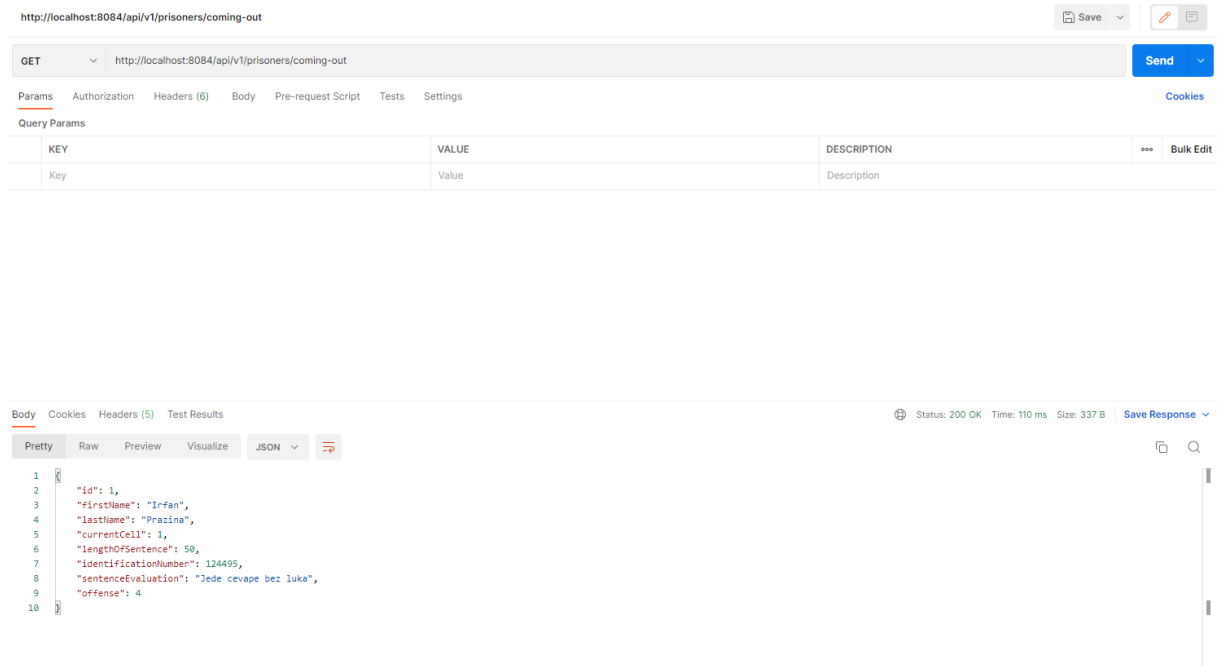 http://localhost:8084/api/v1/prisoners/coming-out Save
GET http://localhost:8084/api/v1/prisoners/coming-out Send
Params Authorization Headers (6) Body Pre-request Script Tests Settings Cookies
Query Params
KEY VALUE DESCRIPTION Bulk Edit
Key Value Description
Body Cookies Headers (5) Test Results Status: 200 OK Time: 110 ms Size: 337 B Save Response
Pretty Raw Preview Visualize JSON
1 {
2 "id": 1,
3 "firstName": "Irfan",
4 "lastName": "Prazina",
5 "currentCell": 1,
6 "lengthOfSentence": 50,
7 "identificationNumber": 124495,
8 "sentenceEvaluation": "Jede cevape bez luka",
9 "offense": 4
10 }